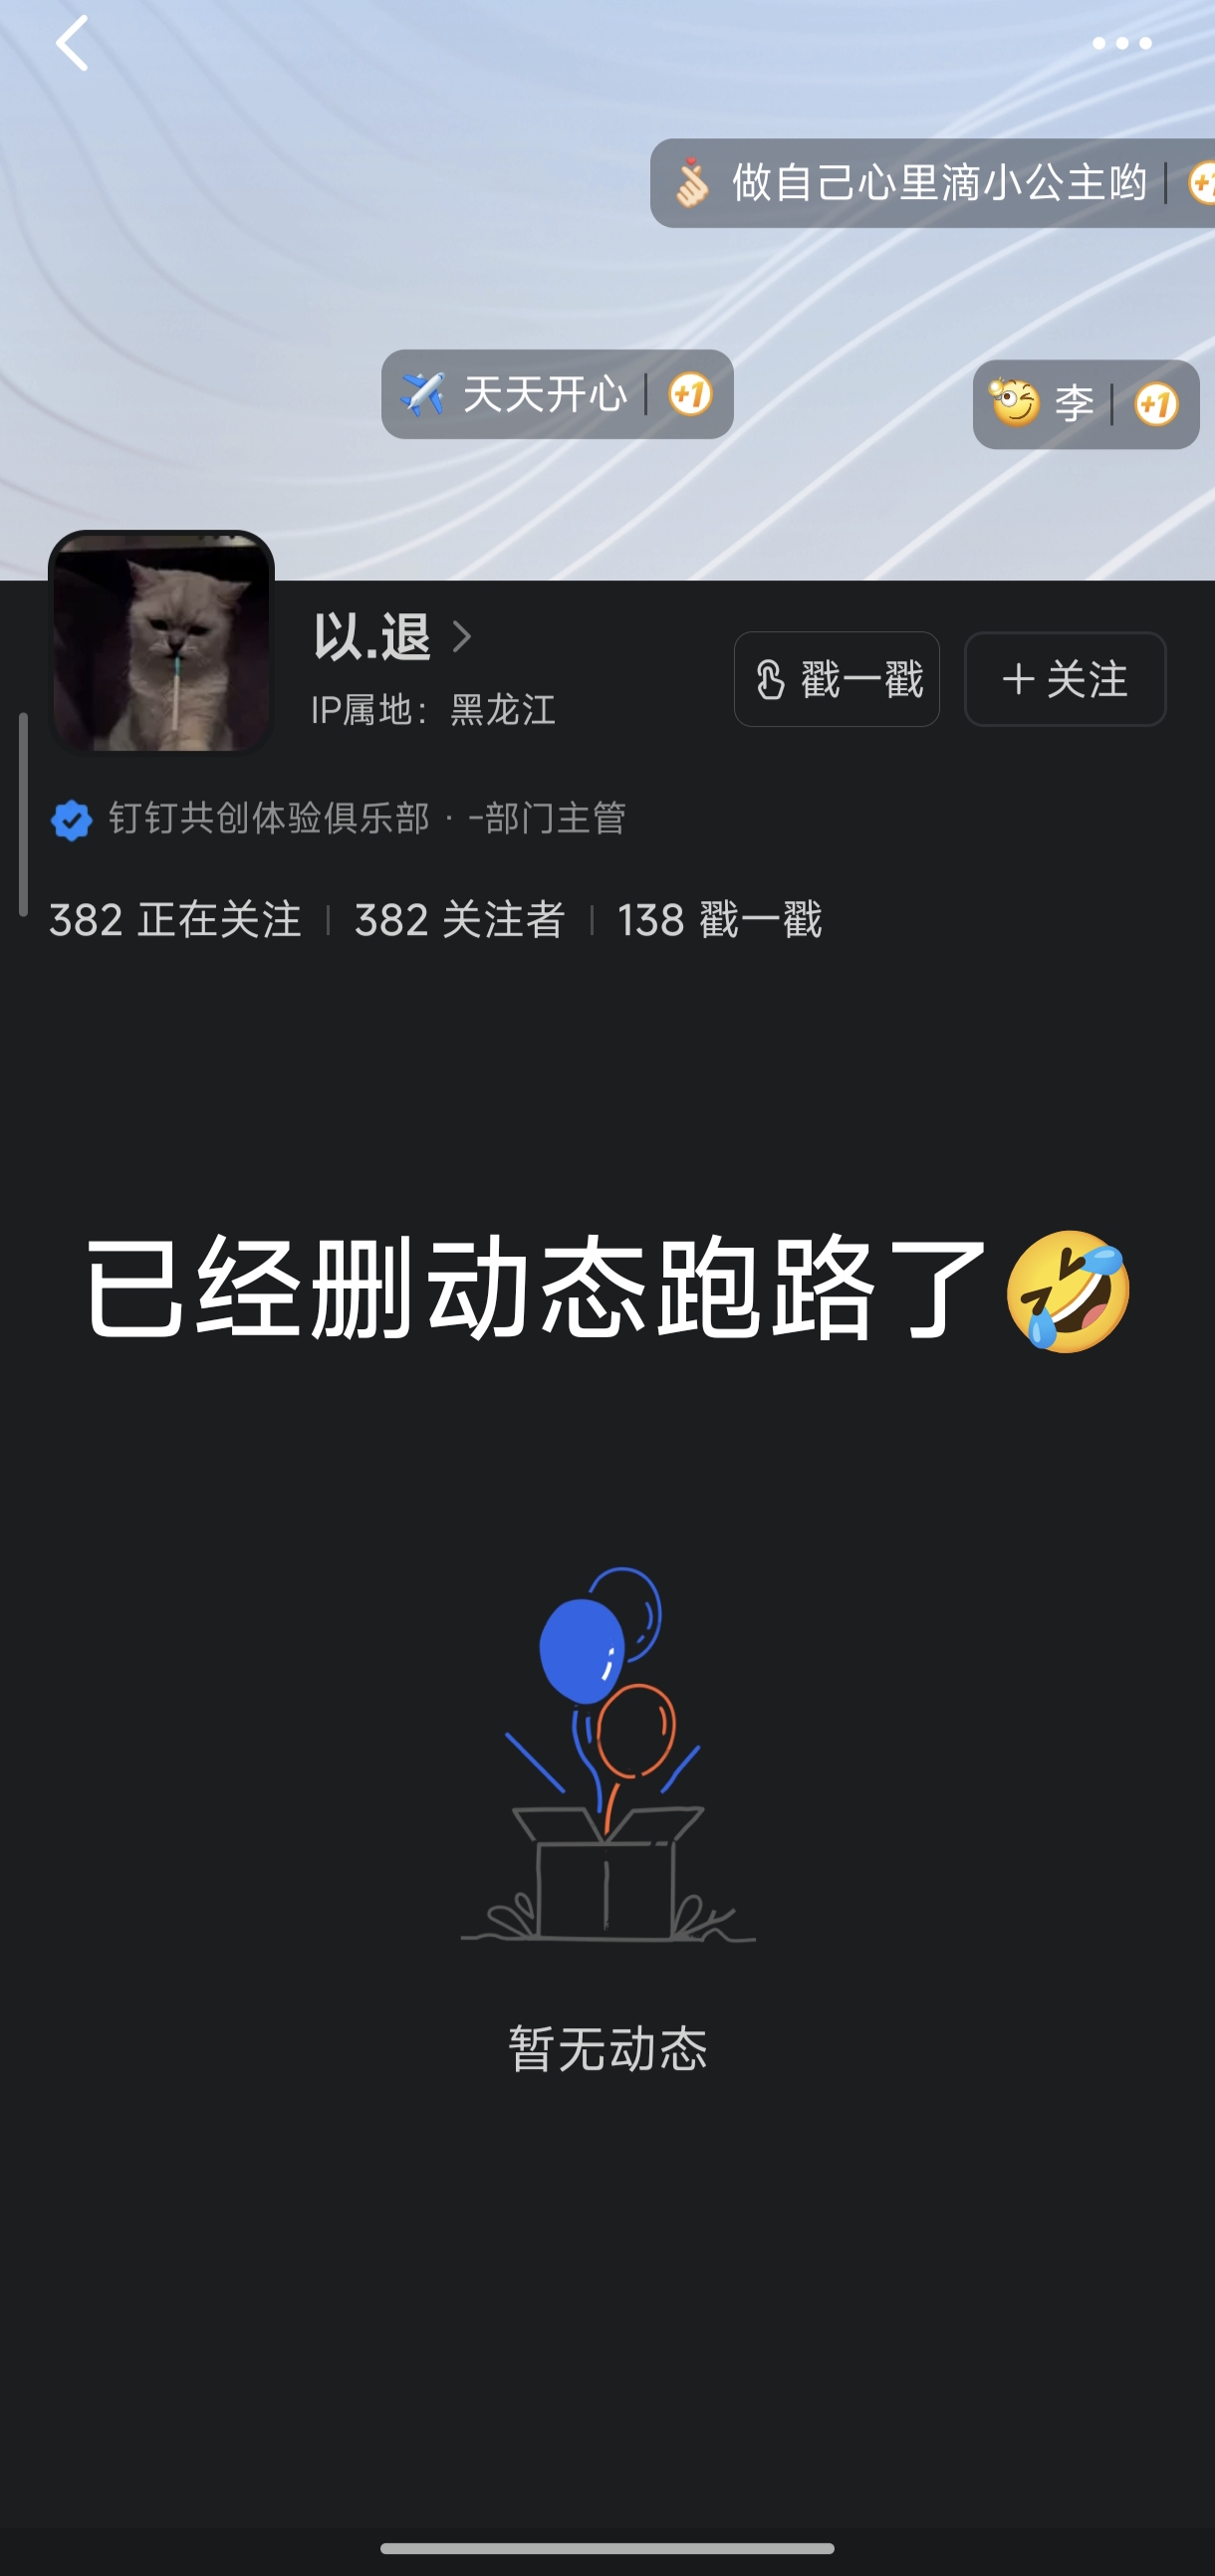 做自己心里滴小公主哟 | +1
天天开心 | +1
李 | +1
以.退
IP属地：黑龙江
戳一戳
+ 关注
钉钉共创体验俱乐部 · -部门主管
382 正在关注 | 382 关注者 | 138 戳一戳
已经删动态跑路了🤣
暂无动态